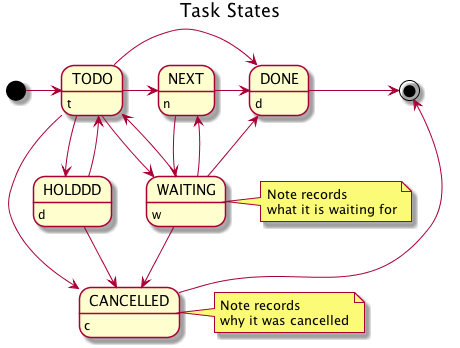 Task States
TODO
t
NEXT
n
DONE
d
HOLDDD
d
WAITING
w
Note records
what it is waiting for
CANCELLED
c
Note records
why it was cancelled